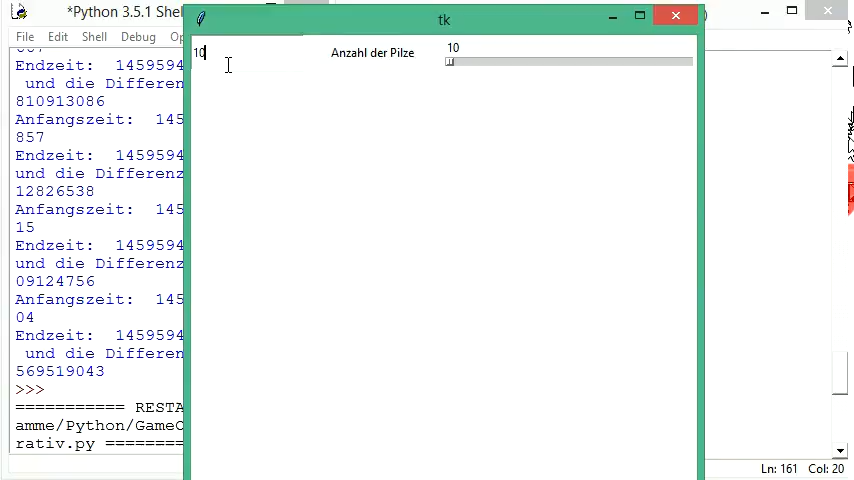 *Python 3.5.1 Shel
File Edit Shell Debug
Endzeit: 1459594
und die Differen
810913086
Anfangszeit: 145
857
Endzeit: 1459594
und die Differenz
12826538
Anfangszeit: 145
15
Endzeit: 1459594
und die Differenz
09124756
Anfangszeit: 145
04
Endzeit: 1459594
und die Differen
569519043
>>>
=========== RESTA
amme/Python/GameO
rativ.py ========
tk
10
Anzahl der Pilze
10
Ln: 161 Col: 20